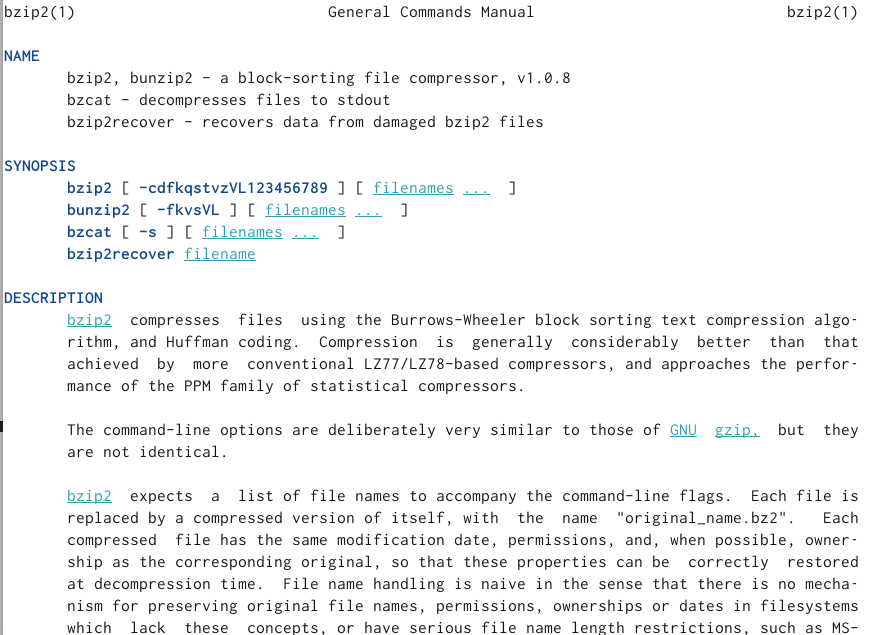 bzip2(1) General Commands Manual bzip2(1)
NAME
bzip2, bunzip2 - a block-sorting file compressor, v1.0.8
bzcat - decompresses files to stdout
bzip2recover - recovers data from damaged bzip2 files
SYNOPSIS
bzip2 [ -cdfkqstvzVL123456789 ] [ filenames ... ]
bunzip2 [ -fkvsVL ] [ filenames ... ]
bzcat [ -s ] [ filenames ... ]
bzip2recover filename
DESCRIPTION
bzip2 compresses files using the Burrows-Wheeler block sorting text compression algo-
rithm, and Huffman coding. Compression is generally considerably better than that
achieved by more conventional LZ77/LZ78-based compressors, and approaches the perfor-
mance of the PPM family of statistical compressors.
The command-line options are deliberately very similar to those of GNU gzip, but they
are not identical.
bzip2 expects a list of file names to accompany the command-line flags. Each file is
replaced by a compressed version of itself, with the name "original_name.bz2". Each
compressed file has the same modification date, permissions, and, when possible, owner-
ship as the corresponding original, so that these properties can be correctly restored
at decompression time. File name handling is naive in the sense that there is no mecha-
nism for preserving original file names, permissions, ownerships or dates in filesystems
which lack these concepts, or have serious file name length restrictions, such as MS-